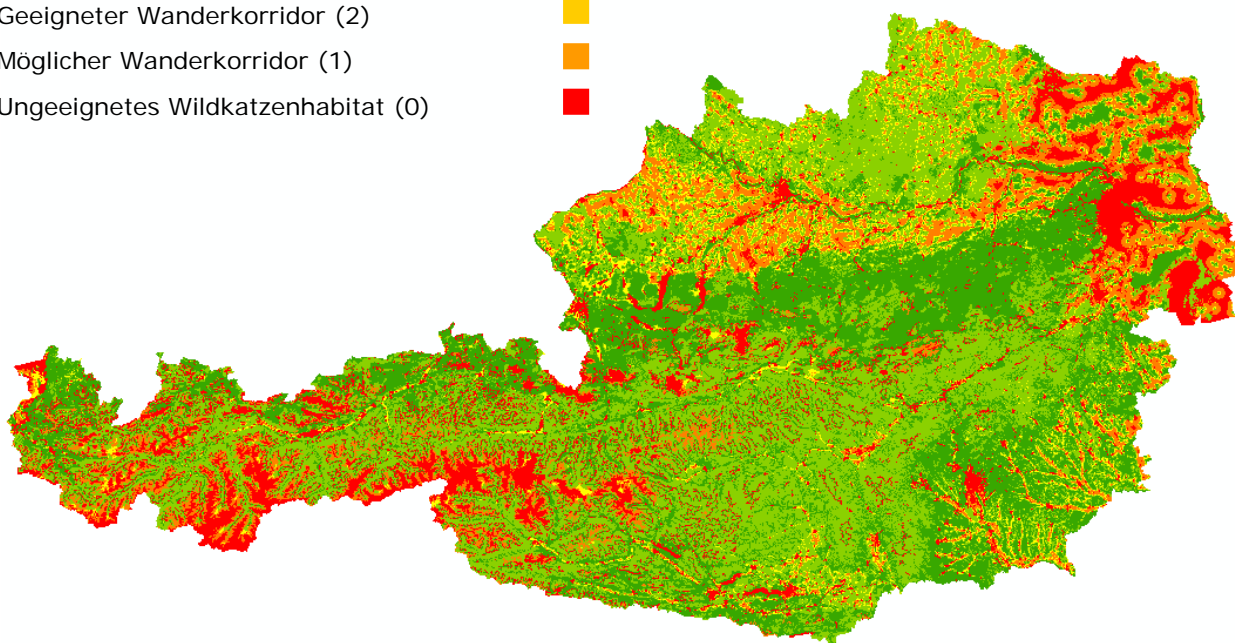 Geeigneter Wanderkorridor (2)
Möglicher Wanderkorridor (1)
Ungeeignetes Wildkatzenhabitat (0)